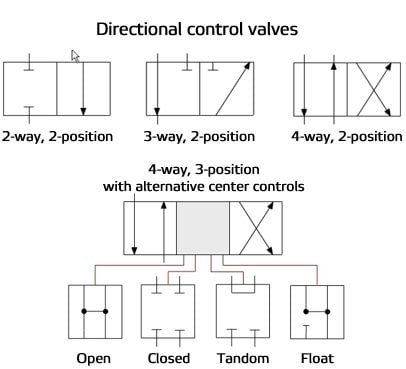 Directional control valves
2-way, 2-position
3-way, 2-position
4-way, 2-position
4-way, 3-position
with alternative center controls
Open
Closed
Tandom
Float